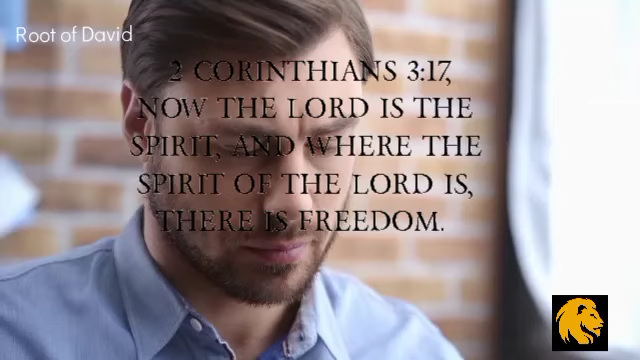 Root of David
2 CORINTHIANS 3:17,
NOW THE LORD IS THE
SPIRIT, AND WHERE THE
SPIRIT OF THE LORD IS,
THERE IS FREEDOM.